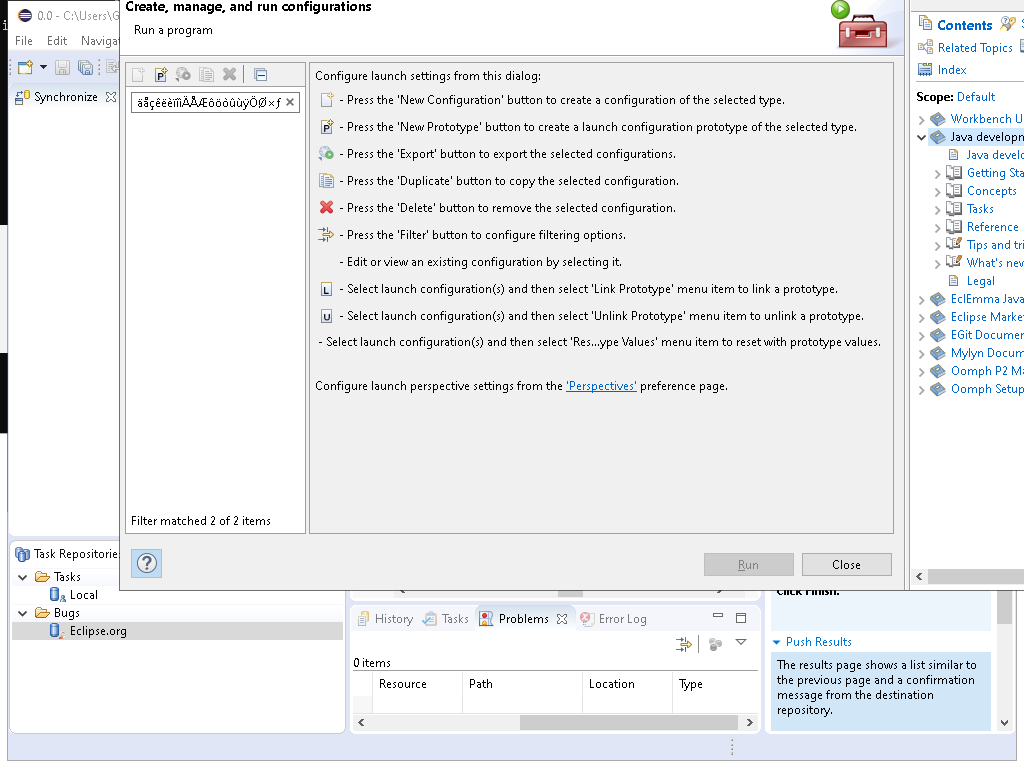 0.0 - C:\Users\G
File Edit Navigat
Synchronize
Create, manage, and run configurations
Run a program
äåçêëèïîìÄÅÆôöòûùÿÖØ×ƒ
Filter matched 2 of 2 items
Configure launch settings from this dialog:
- Press the 'New Configuration' button to create a configuration of the selected type.
- Press the 'New Prototype' button to create a launch configuration prototype of the selected type.
- Press the 'Export' button to export the selected configurations.
- Press the 'Duplicate' button to copy the selected configuration.
- Press the 'Delete' button to remove the selected configuration.
- Press the 'Filter' button to configure filtering options.
- Edit or view an existing configuration by selecting it.
L - Select launch configuration(s) and then select 'Link Prototype' menu item to link a prototype.
U - Select launch configuration(s) and then select 'Unlink Prototype' menu item to unlink a prototype.
- Select launch configuration(s) and then select 'Res...ype Values' menu item to reset with prototype values.
Configure launch perspective settings from the 'Perspectives' preference page.
Run
Close
Contents
Related Topics
Index
Scope: Default
Workbench U
Java developm
Java develo
Getting Sta
Concepts
Tasks
Reference
Tips and tri
What's new
Legal
EclEmma Java
Eclipse Market
EGit Documen
Mylyn Docum
Oomph P2 Ma
Oomph Setup
Task Repositories
Tasks
Local
Bugs
Eclipse.org
History Tasks Problems Error Log
0 items
Resource Path Location Type
Click Finish.
Push Results
The results page shows a list similar to
the previous page and a confirmation
message from the destination
repository.